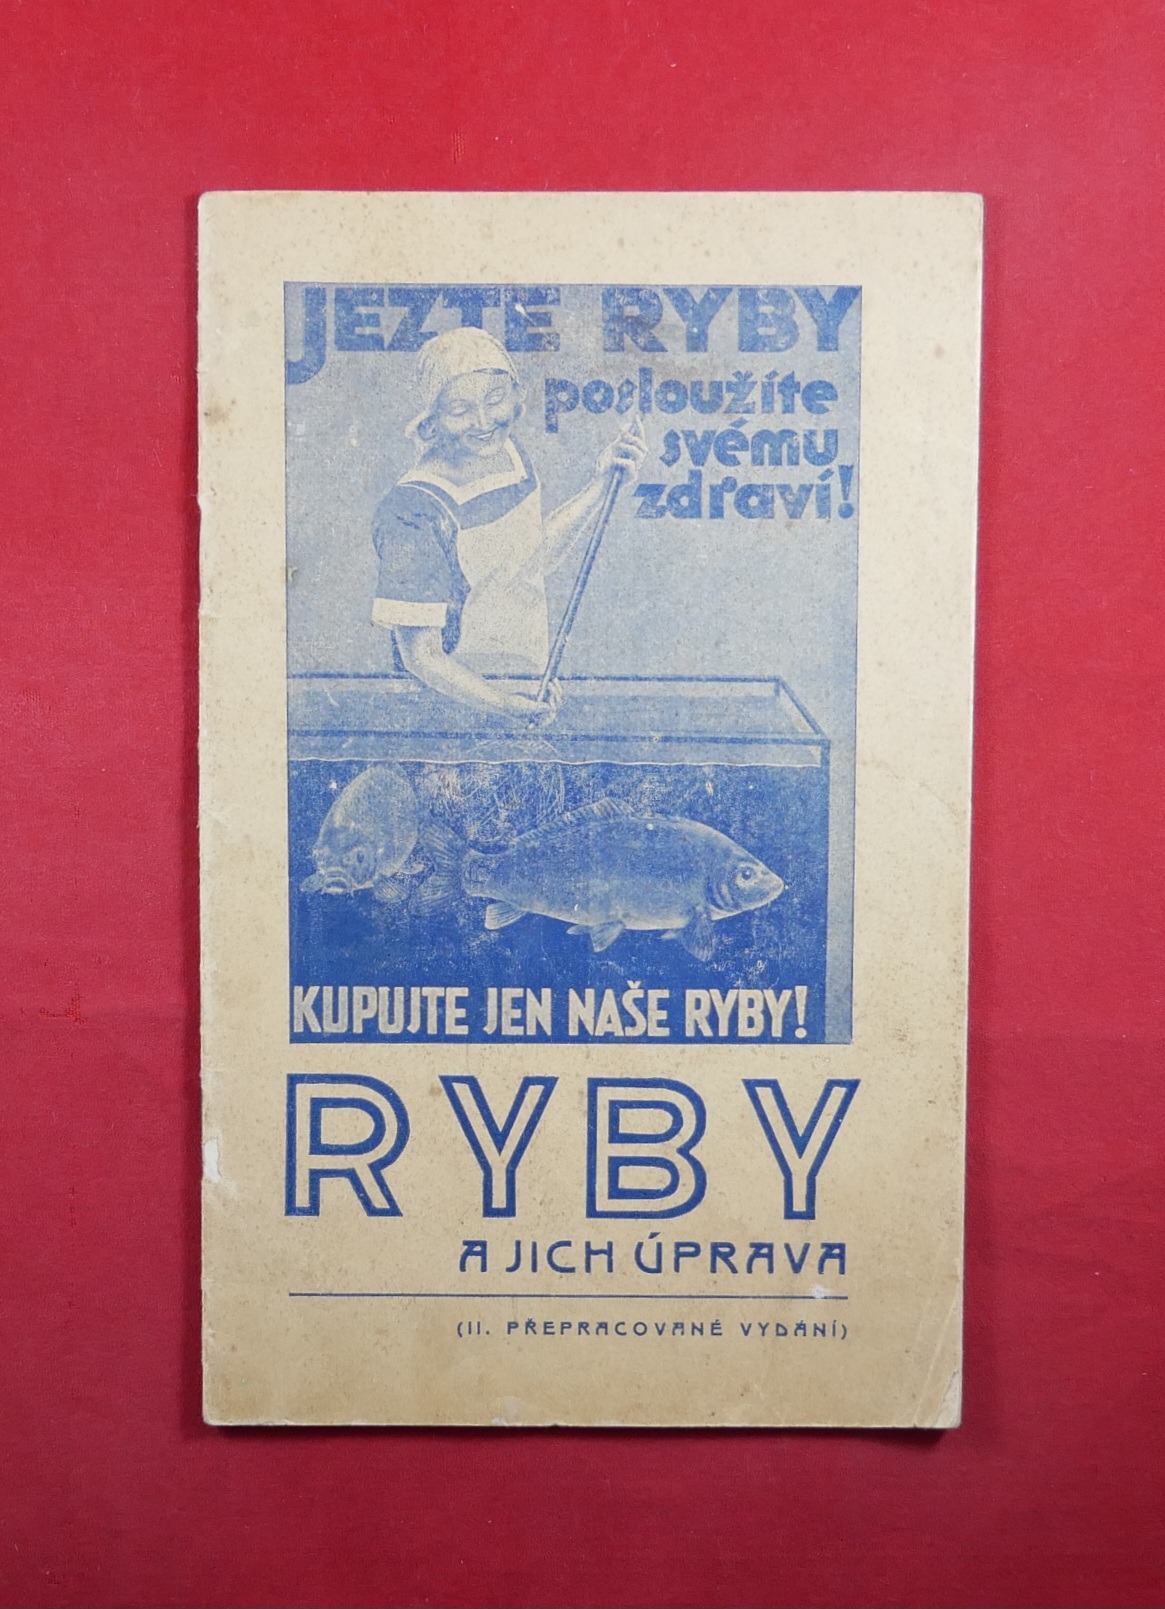 JEZTE RYBY
posloužíte
svému
zdraví!
KUPUJTE JEN NAŠE RYBY!
RYBY
A JICH ÚPRAVA
(II. PŘEPRACOVANÉ VYDÁNÍ)